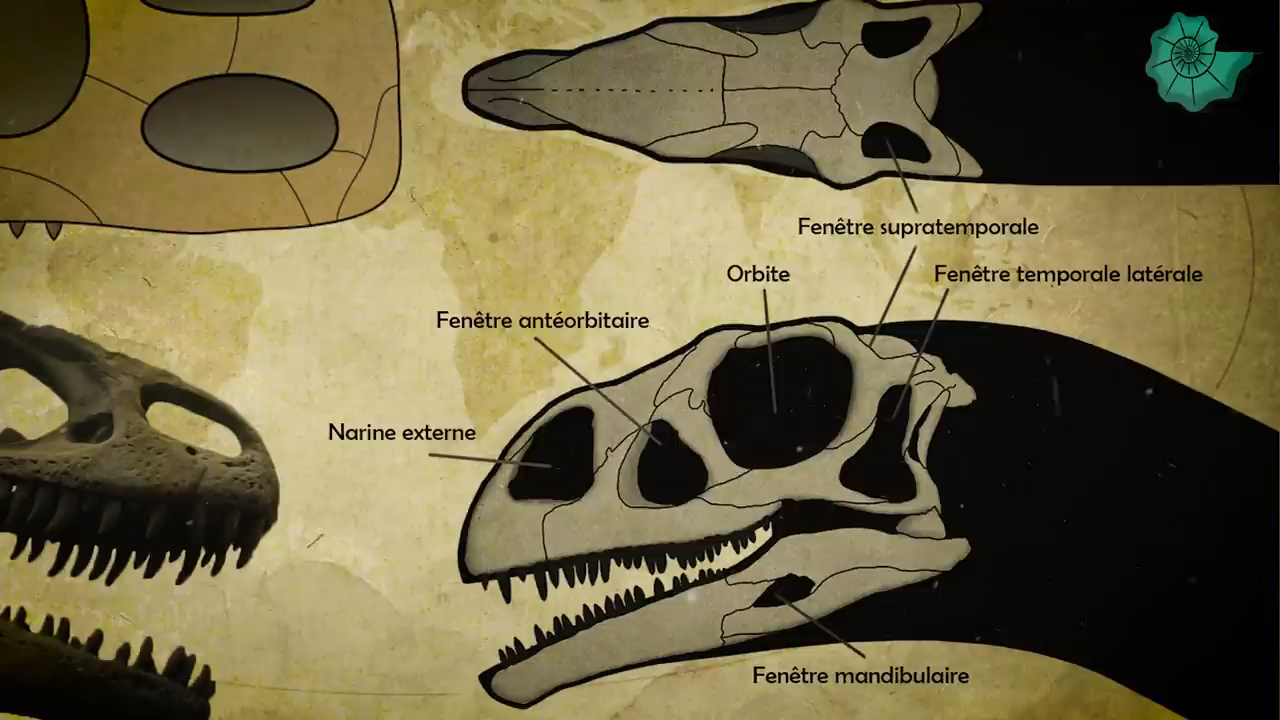 Fenêtre supratemporale
Orbite
Fenêtre temporale latérale
Fenêtre antéorbitaire
Narine externe
Fenêtre mandibulaire